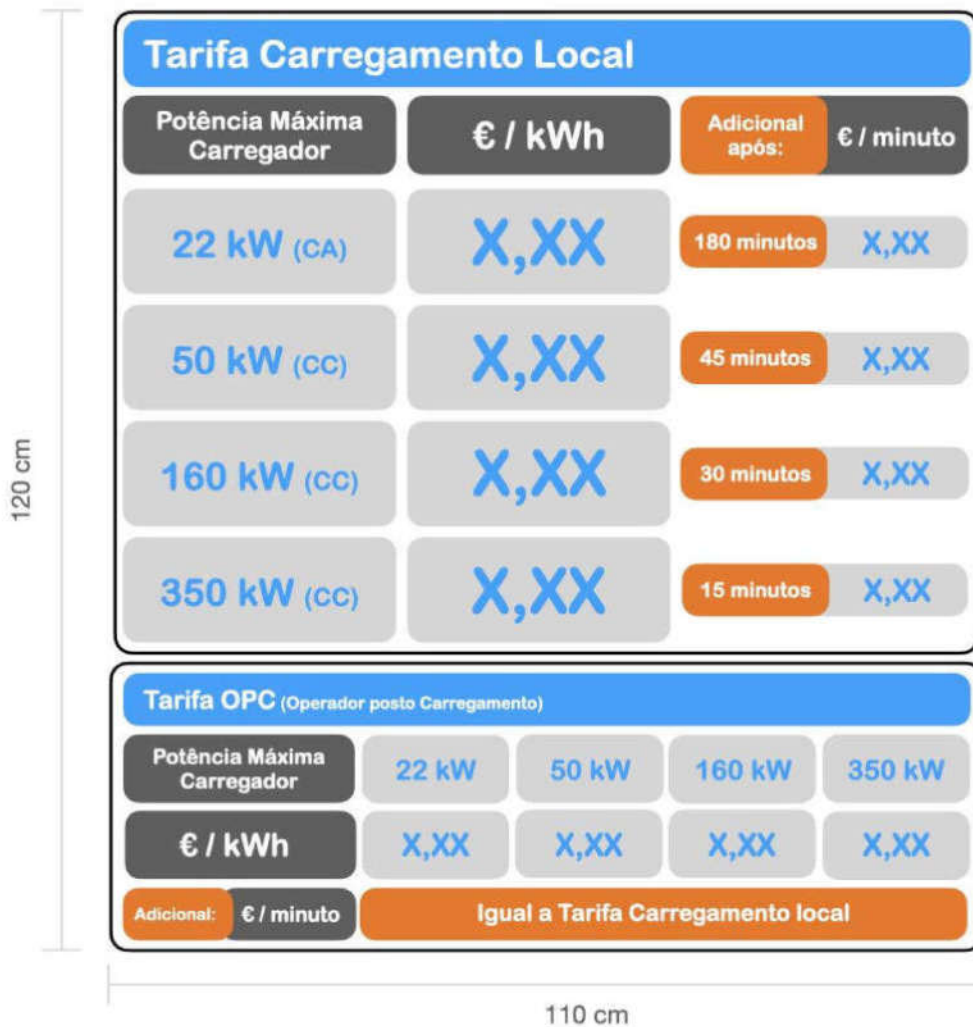 Tarifa Carregamento Local
Potência Máxima
Carregador
€ / kWh
Adicional
após:
€ / minuto
22 kW (CA)
X,XX
180 minutos
X,XX
50 kW (CC)
X,XX
45 minutos
X,XX
160 kW (CC)
X,XX
30 minutos
X,XX
350 kW (CC)
X,XX
15 minutos
X,XX
Tarifa OPC (Operador posto Carregamento)
Potência Máxima
Carregador
22 kW
50 kW
160 kW
350 kW
€ / kWh
X,XX
X,XX
X,XX
X,XX
Adicional:
€ / minuto
Igual a Tarifa Carregamento local
120 cm
110 cm